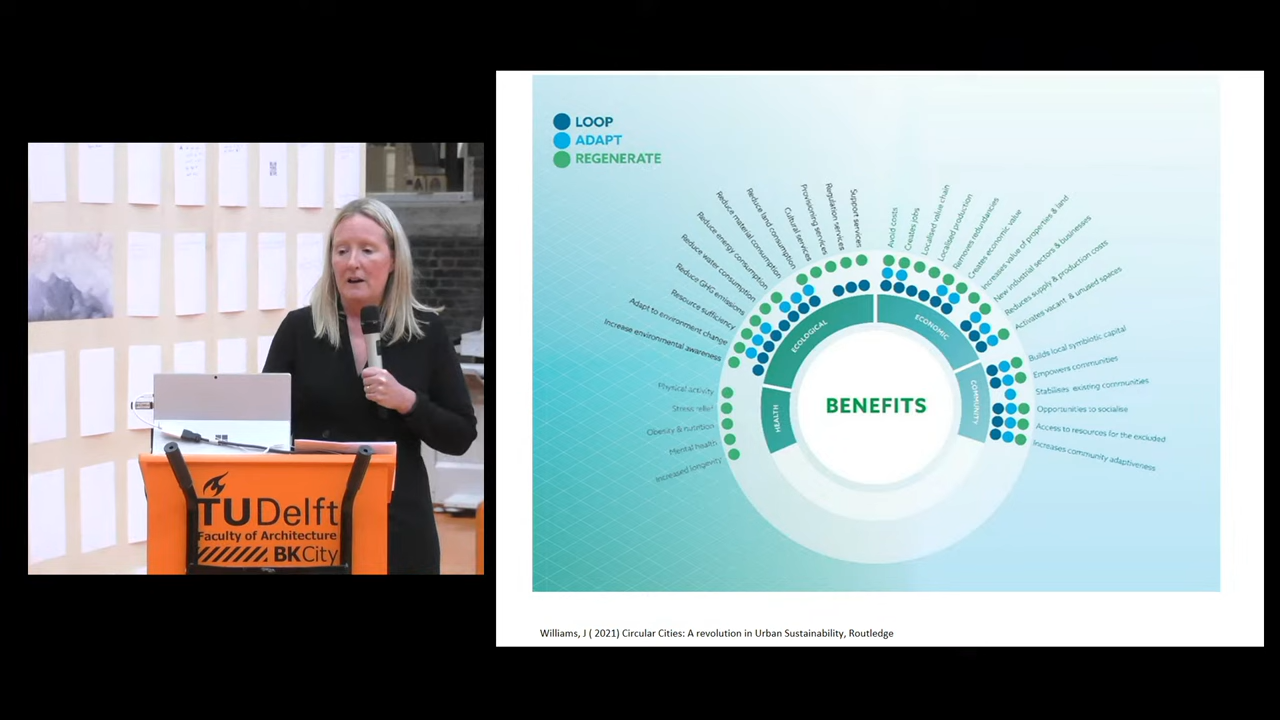 LOOP
ADAPT
REGENERATE
Increase environmental awareness
Adapt to environment change
Resource sufficiency
Reduce GHG emissions
Reduce water consumption
Reduce energy consumption
Reduce material consumption
Reduce land consumption
Cultural services
Provisioning services
Regulation services
Support services
Avoid costs
Creates jobs
Localised value chain
Localised production
Removes redundancies
Creates economic value
Increases value of properties & land
New industrial sectors & businesses
Reduces supply & production costs
Activates vacant & unused spaces
Builds local symbiotic capital
Empowers communities
Stabilises existing communities
Opportunities to socialise
Access to resources for the excluded
Increases community adaptiveness
Physical activity
Stress relief
Obesity & nutrition
Mental health
Increased longevity
ECOLOGICAL
ECONOMIC
HEALTH
COMMUNITY
BENEFITS
Williams, J ( 2021) Circular Cities: A revolution in Urban Sustainability, Routledge
TUDelft
Faculty of Architecture
BKCity